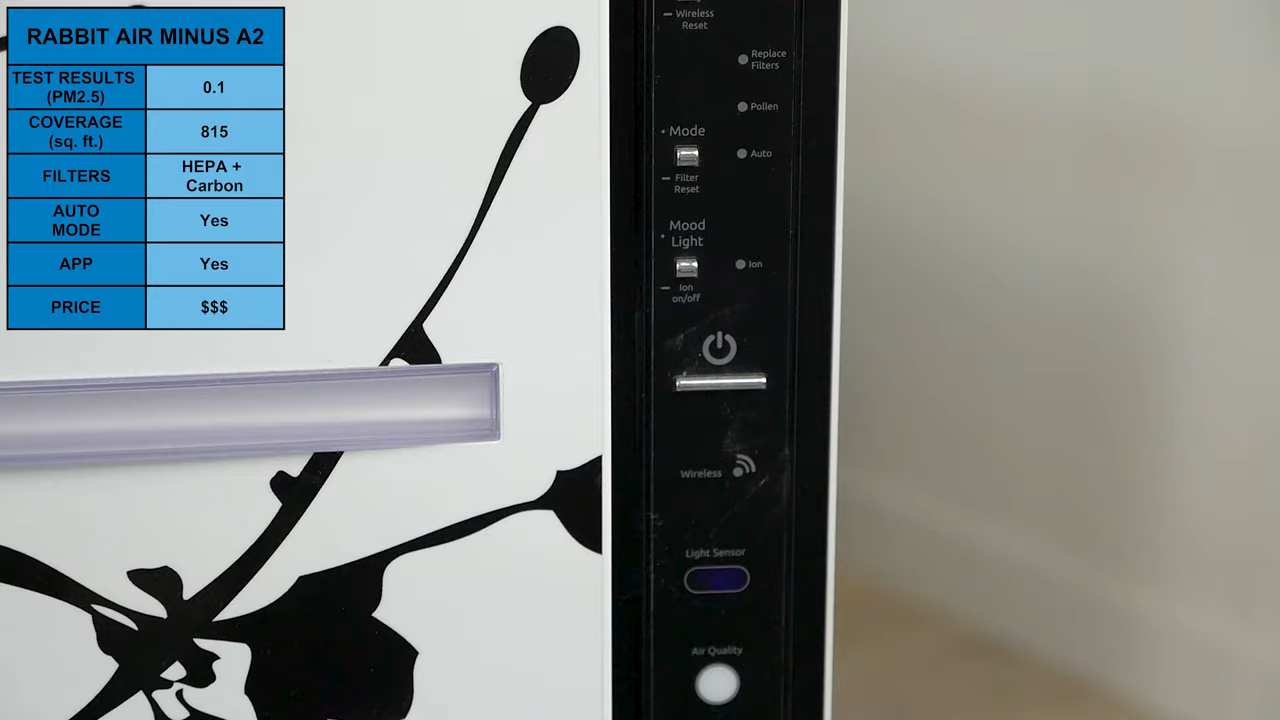 RABBIT AIR MINUS A2
TEST RESULTS
(PM2.5)
0.1
COVERAGE
(sq. ft.)
815
FILTERS
HEPA +
Carbon
AUTO
MODE
Yes
APP
Yes
PRICE
$$$
Wireless
Reset
Replace
Filters
Pollen
Mode
Auto
Filter
Reset
Mood
Light
Ion
Ion
on/off
Wireless
Light Sensor
Air Quality